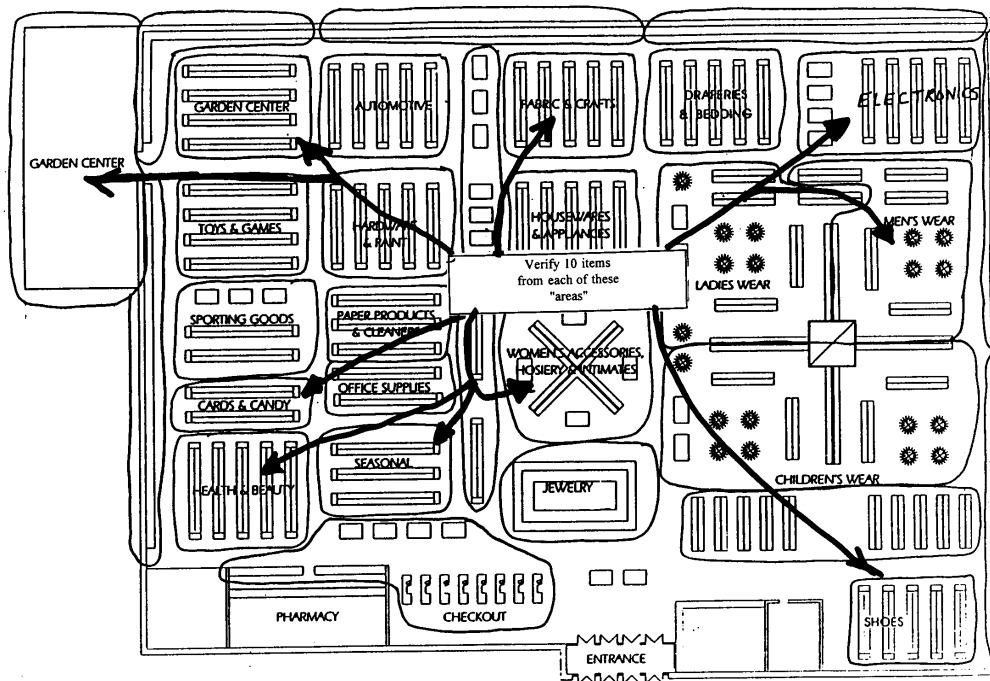 GARDEN CENTER
AUTOMOTIVE
FABRIC & CRAFTS
DRAPERIES
& BEDDING
ELECTRONICS
GARDEN CENTER
TOYS & GAMES
HARDWARE
& PAINT
HOUSEWARES
& APPLIANCES
MEN'S WEAR
LADIES WEAR
Verify 10 items
from each of these
"areas"
SPORTING GOODS
PAPER PRODUCTS
& CLEANERS
WOMEN'S ACCESSORIES,
HOSIERY & INTIMATES
OFFICE SUPPLIES
CARDS & CANDY
SEASONAL
HEALTH & BEAUTY
JEWELRY
CHILDREN'S WEAR
PHARMACY
CHECKOUT
SHOES
ENTRANCE